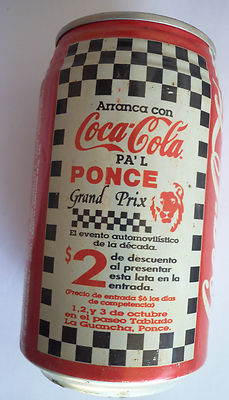 Arranca con
Coca-Cola
PA' L
PONCE
Grand Prix
El evento automovilístico
de la década.
$2 de descuento
al presentar
esta lata en la
entrada.
(Precio de entrada $6 los días
de competencia)
1, 2, y 3 de octubre
en el paseo Tablado
La Guancha, Ponce.